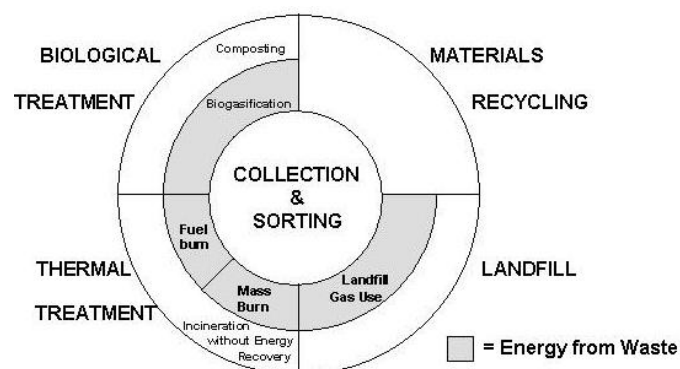 BIOLOGICAL
TREATMENT
Composting
Biogasification
MATERIALS
RECYCLING
COLLECTION
&
SORTING
Fuel
burn
Mass
Burn
Landfill
Gas Use
THERMAL
TREATMENT
Incineration
without Energy
Recovery
LANDFILL
= Energy from Waste